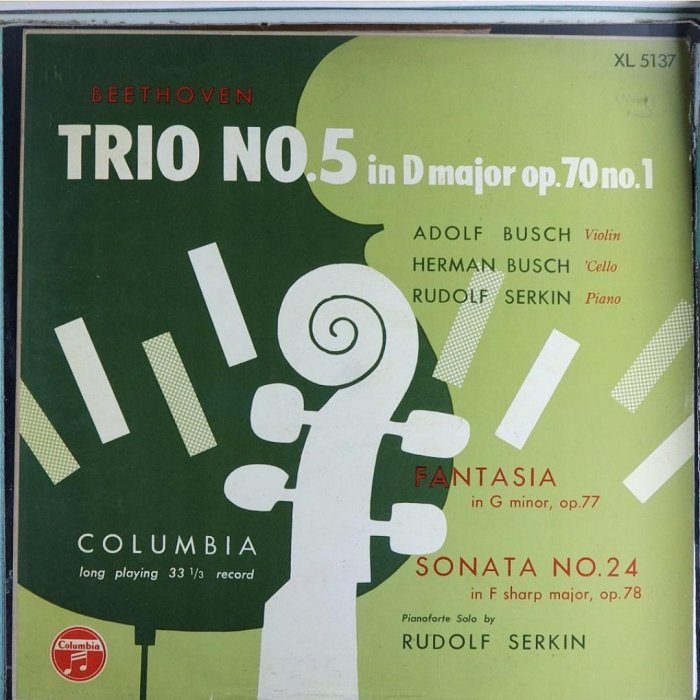 XL 5137
BEETHOVEN
TRIO NO.5 in D major op.70 no.1
ADOLF BUSCH Violin
HERMAN BUSCH 'Cello
RUDOLF SERKIN Piano
FANTASIA
in G minor, op.77
COLUMBIA
long playing 33 1/3 record
SONATA NO.24
in F sharp major, op.78
Pianoforte Solo by
RUDOLF SERKIN
Columbia